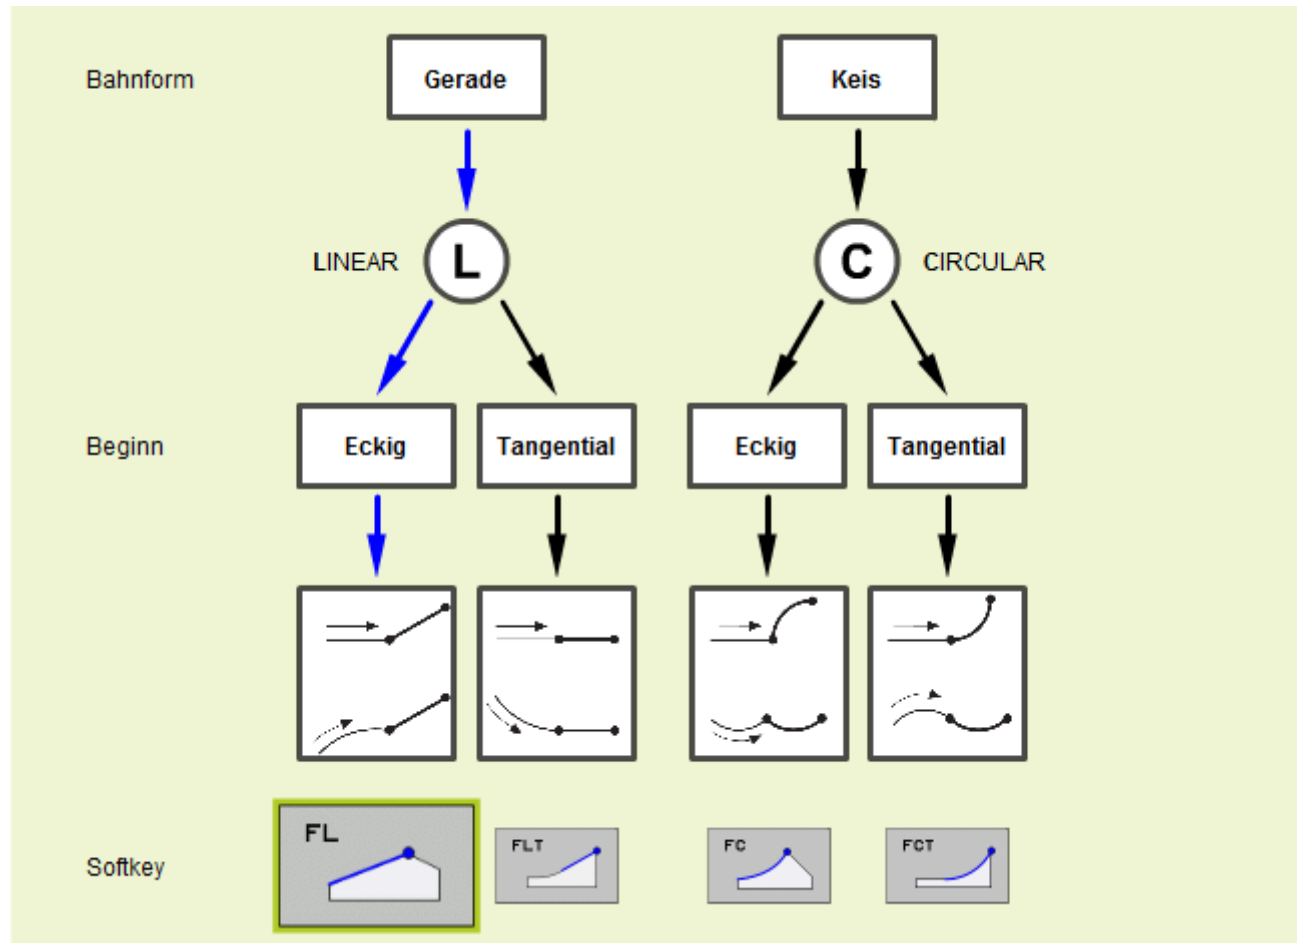 Bahnform
Gerade
Keis
LINEAR
L
C
CIRCULAR
Beginn
Eckig
Tangential
Eckig
Tangential
Softkey
FL
FLT
FC
FCT